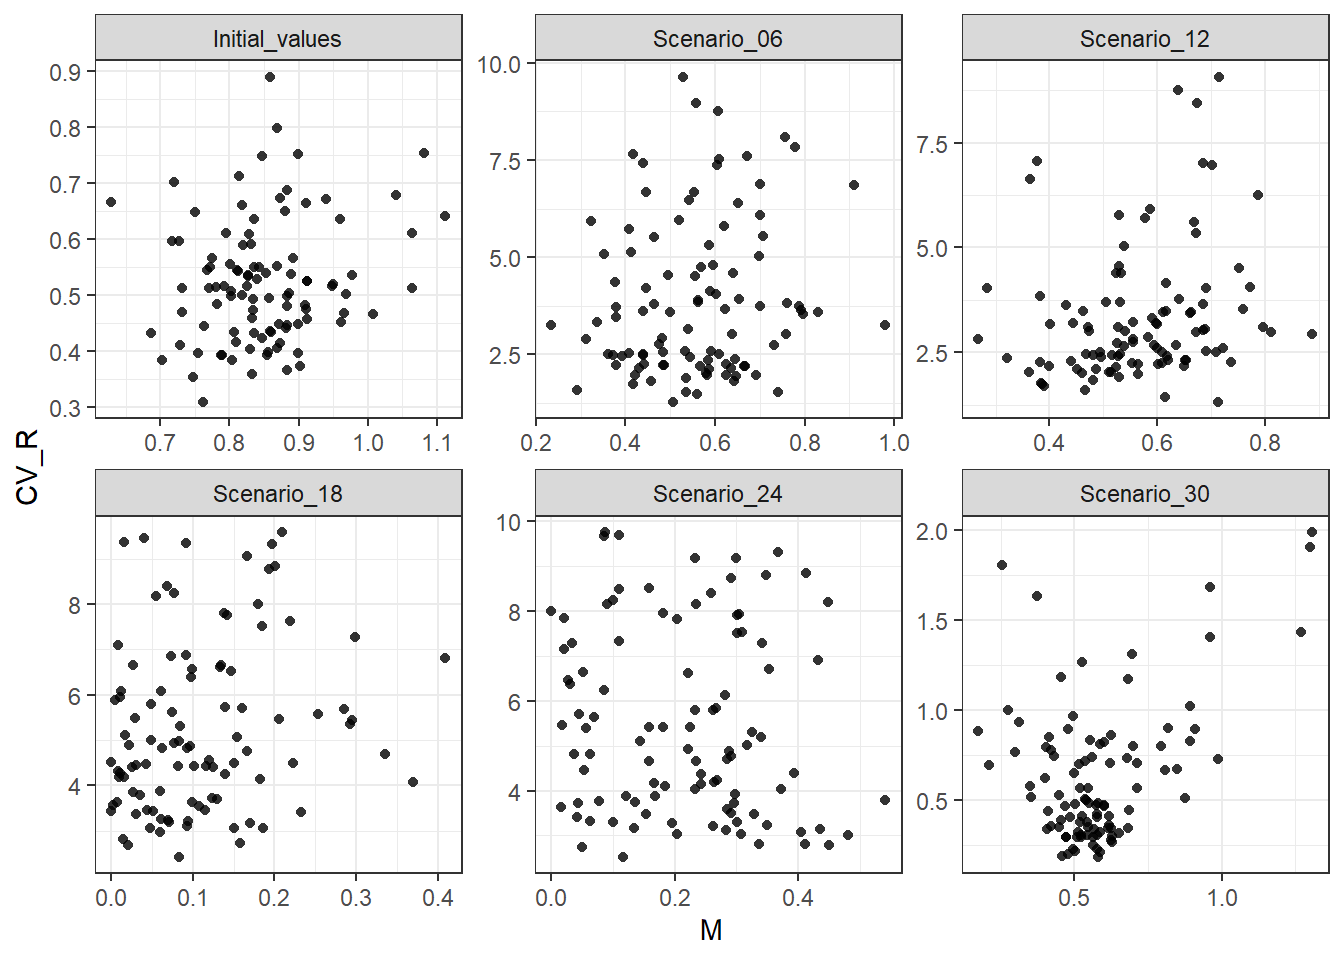 Initial_values
Scenario_06
Scenario_12
0.9
0.8
0.7
0.6
0.5
0.4
0.3
10.0
7.5
5.0
2.5
7.5
5.0
2.5
0.7 0.8 0.9 1.0 1.1
0.2 0.4 0.6 0.8 1.0
0.4 0.6 0.8
CV_R
Scenario_18
Scenario_24
Scenario_30
8
6
4
10
8
6
4
2.0
1.5
1.0
0.5
0.0 0.1 0.2 0.3 0.4
0.0 0.2 0.4
0.5 1.0
M